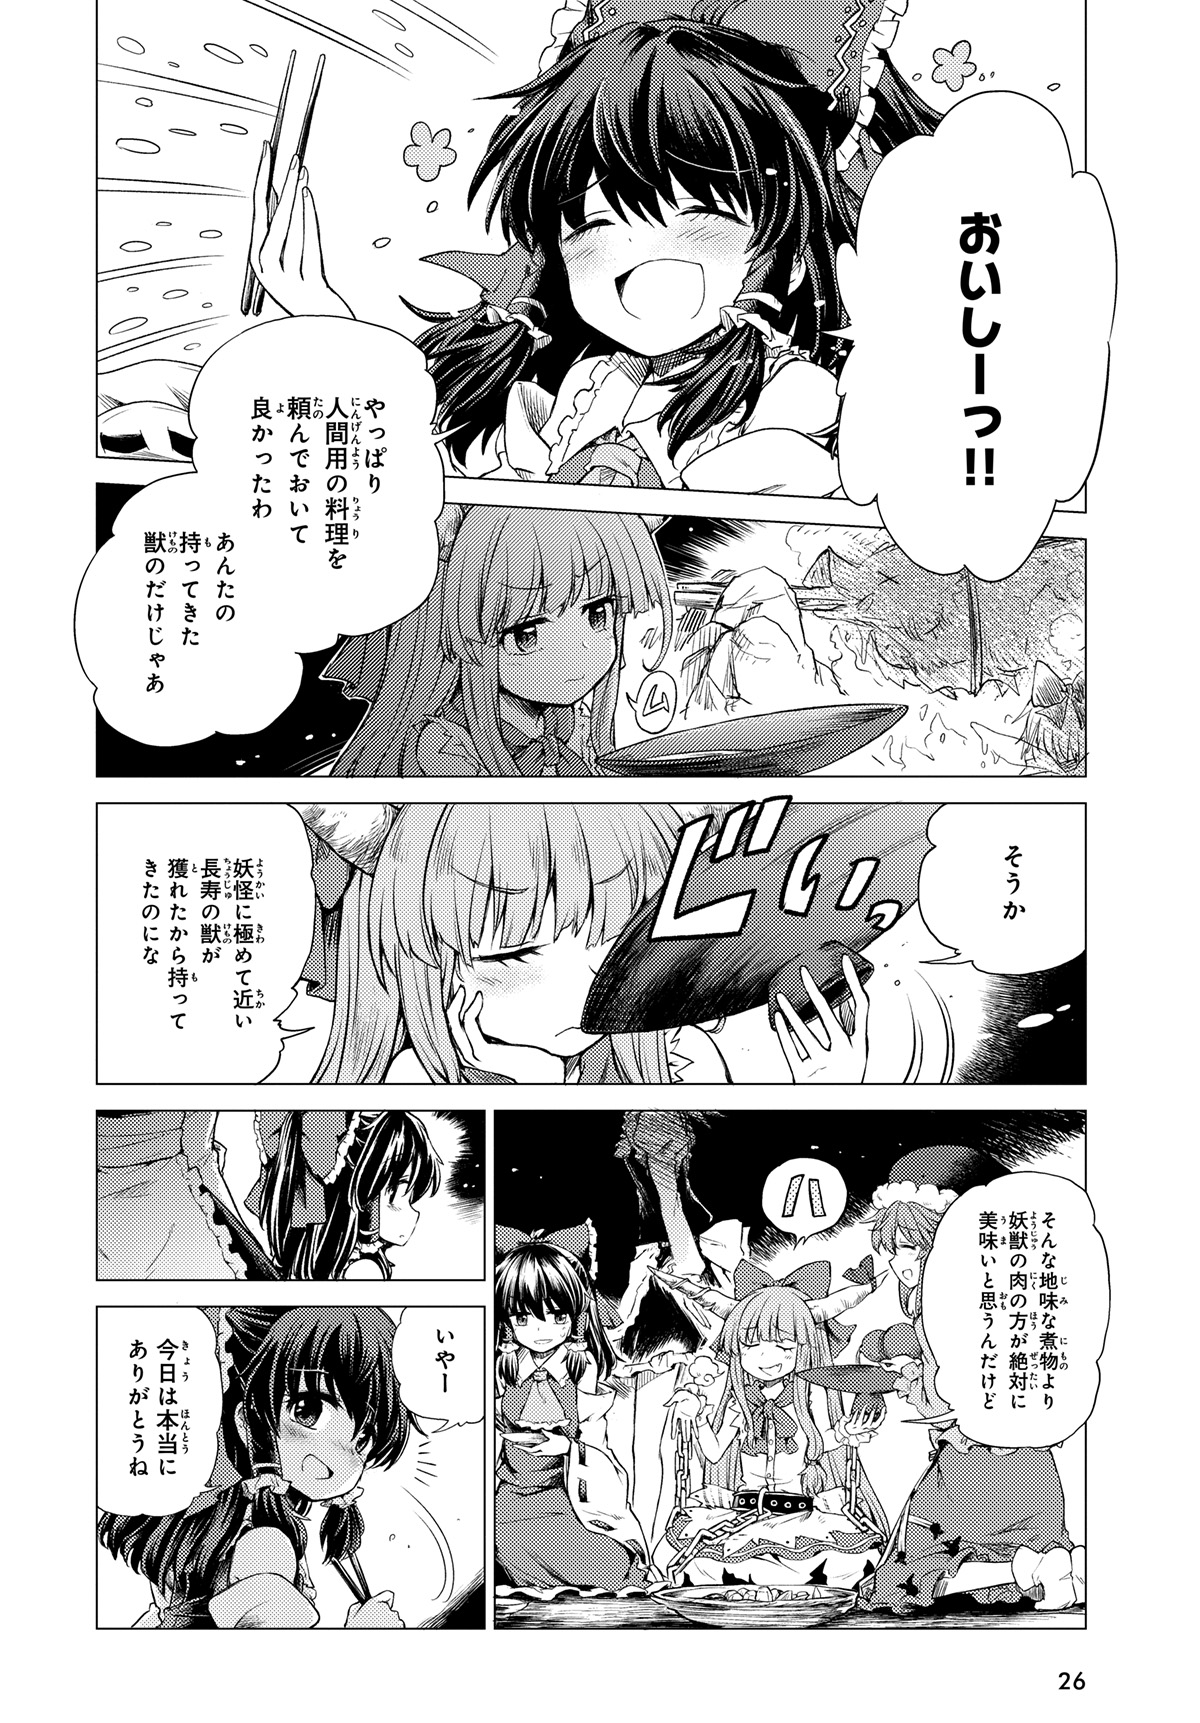 おいしーっ!!
やっぱり
人間用の料理を
頼んでおいて
良かったわ
あんたの
持ってきた
獣のだけじゃあ
ム
そうか
ビいっ
妖怪に極めて近い
長寿の獣が
獲れたから持って
きたのにな
そんな地味な煮物より
妖獣の肉の方が絶対に
美味いと思うんだけど
ハハ
いやー
今日は本当に
ありがとうね
26